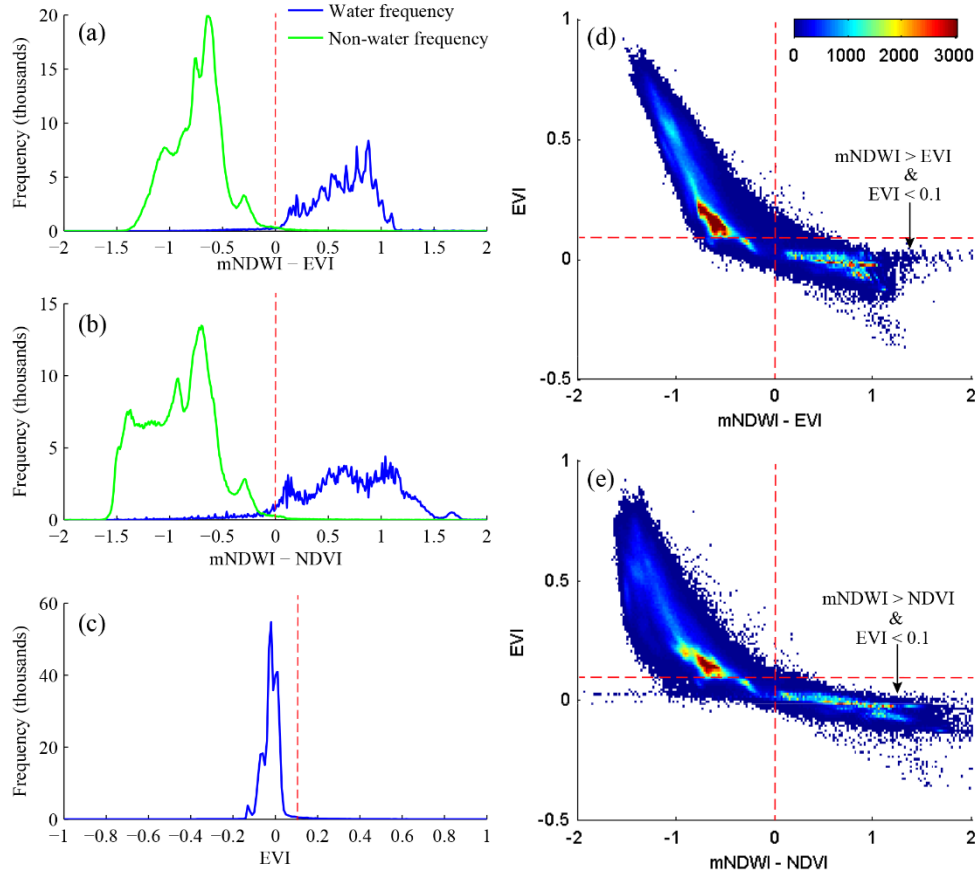 (a)
Water frequency
Non-water frequency
Frequency (thousands)
20
15
10
5
0
−2 −1.5 −1 −0.5 0 0.5 1 1.5 2
mNDWI − EVI
(b)
Frequency (thousands)
15
10
5
0
−2 −1.5 −1 −0.5 0 0.5 1 1.5 2
mNDWI − NDVI
(c)
Frequency (thousands)
60
40
20
0
−1 −0.8 −0.6 −0.4 −0.2 0 0.2 0.4 0.6 0.8 1
EVI
(d)
0 1000 2000 3000
EVI
1
0.5
0
-0.5
mNDWI > EVI
&
EVI < 0.1
-2 -1 0 1 2
mNDWI - EVI
(e)
EVI
1
0.5
0
-0.5
mNDWI > NDVI
&
EVI < 0.1
-2 -1 0 1 2
mNDWI - NDVI